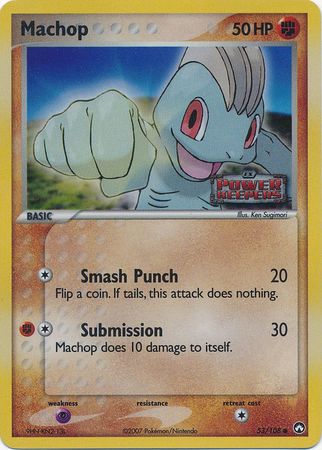 Machop
50 HP
EX
POWER
KEEPERS
BASIC
Illus. Ken Sugimori
Smash Punch
20
Flip a coin. If tails, this attack does nothing.
Submission
30
Machop does 10 damage to itself.
weakness
resistance
retreat cost
©2007 Pokémon/Nintendo
53/108